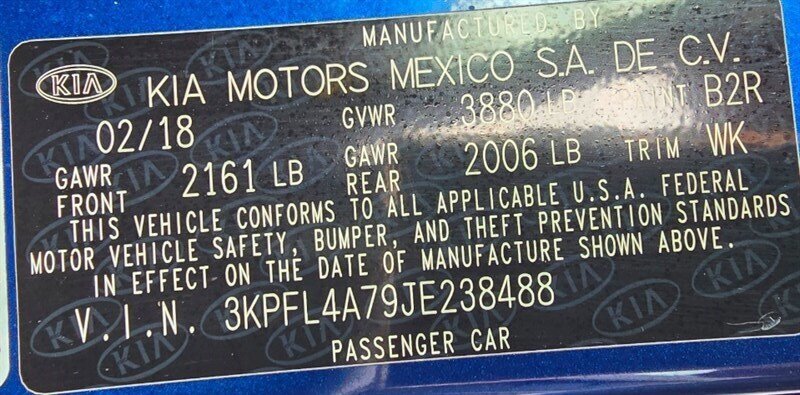 MANUFACTURED BY
KIA KIA MOTORS MEXICO S.A. DE C.V.
02/18 GVWR 3880 LB PAINT B2R
GAWR FRONT 2161 LB GAWR REAR 2006 LB TRIM WK
THIS VEHICLE CONFORMS TO ALL APPLICABLE U.S.A. FEDERAL
MOTOR VEHICLE SAFETY, BUMPER, AND THEFT PREVENTION STANDARDS
IN EFFECT ON THE DATE OF MANUFACTURE SHOWN ABOVE.
V.I.N. 3KPFL4A79JE238488
PASSENGER CAR